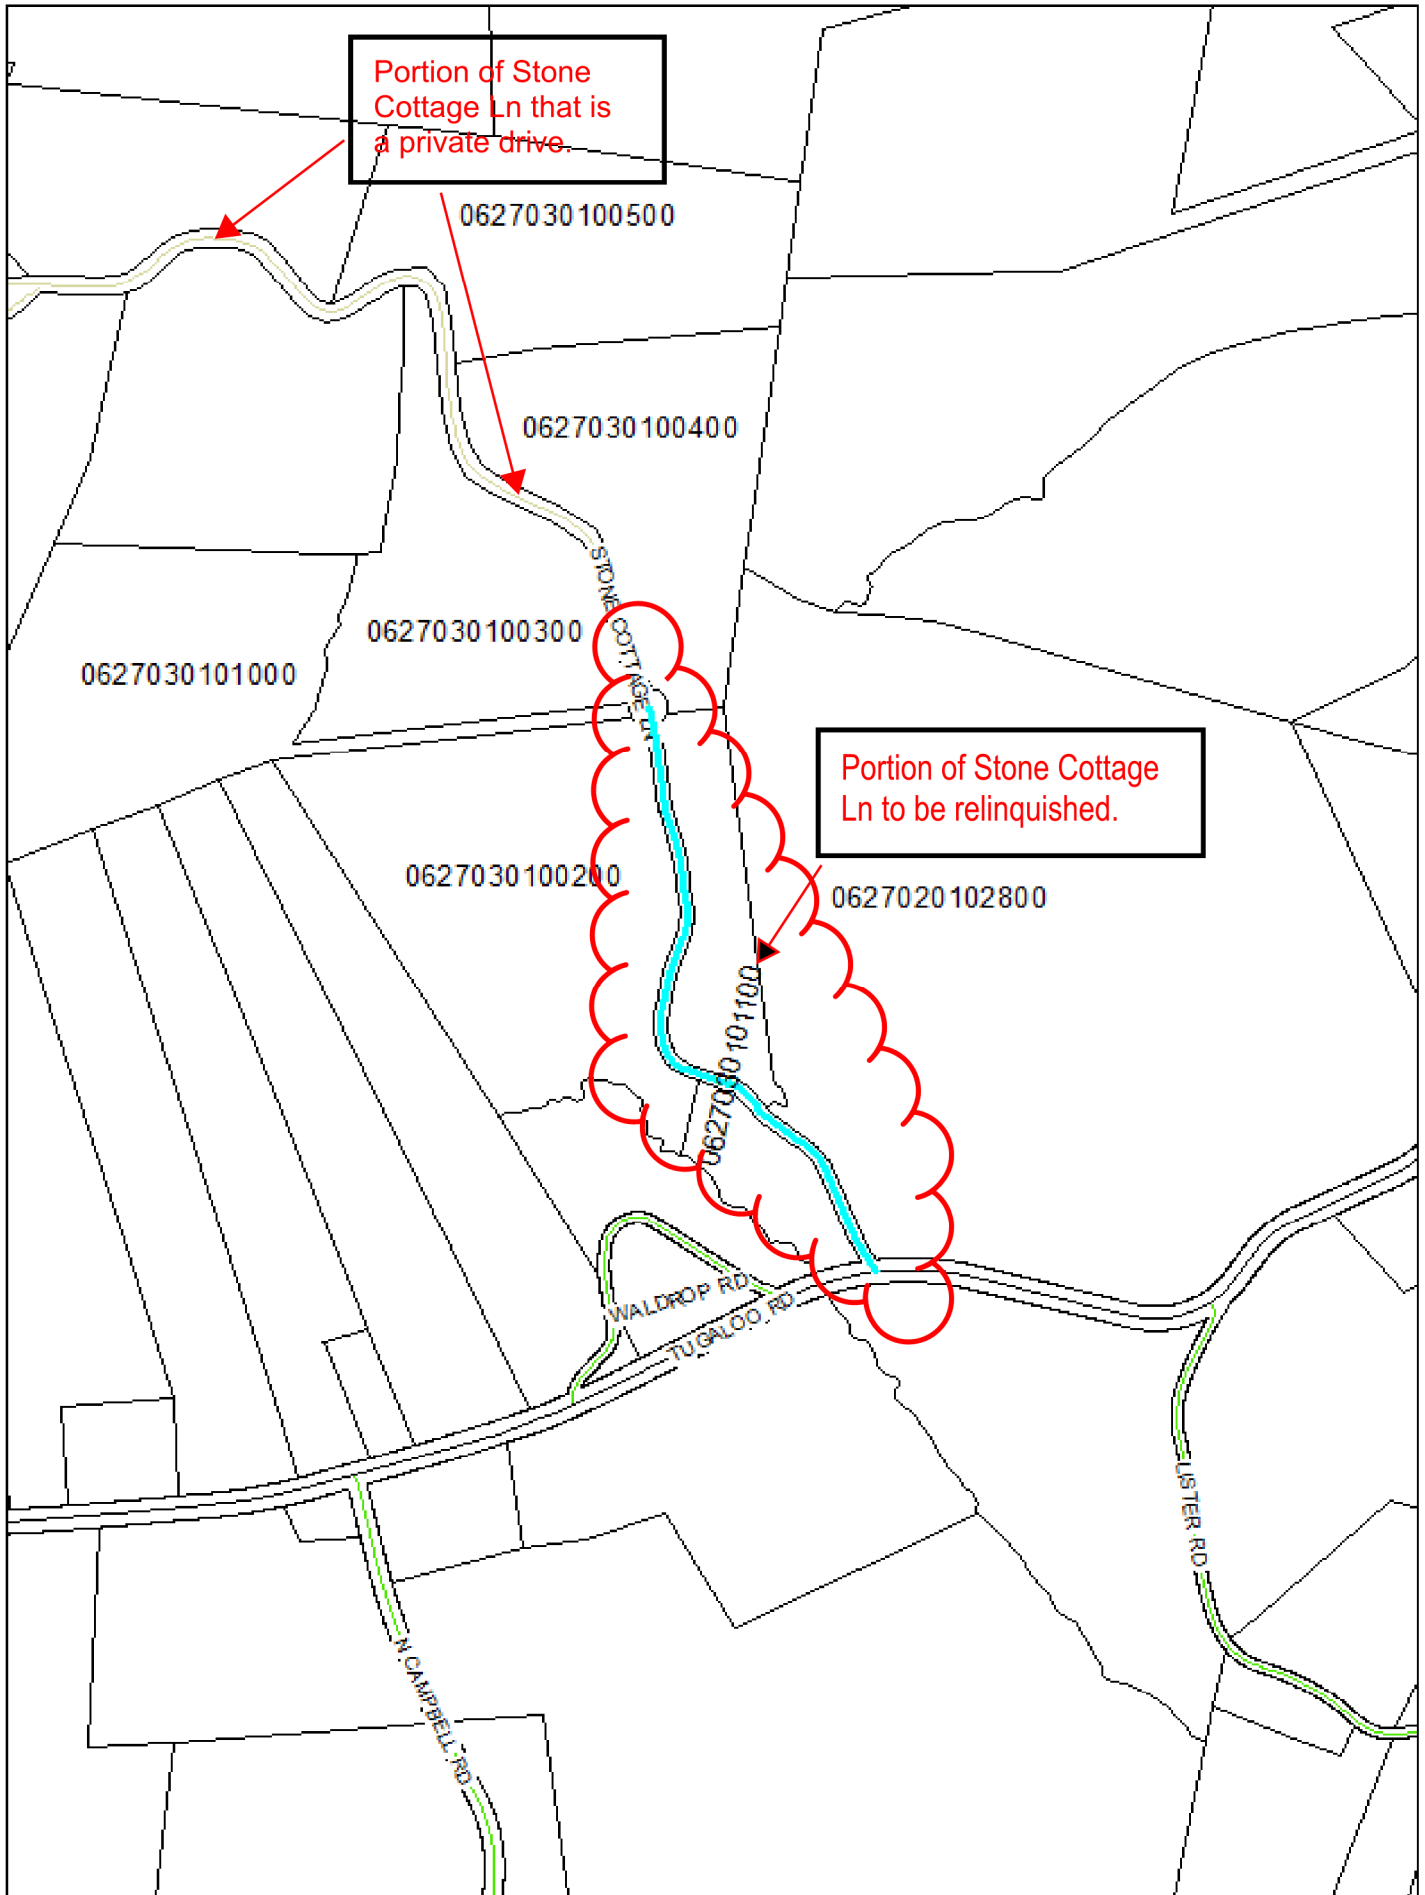 Portion of Stone
Cottage Ln that is
a private drive.
0627030100500
0627030100400
STONE COTTAGE LN
0627030100300
0627030101000
Portion of Stone Cottage
Ln to be relinquished.
0627030100200
0627020102800
0627030101100
WALDROP RD
TUGALOO RD
LISTER RD
N CAMPBELL RD